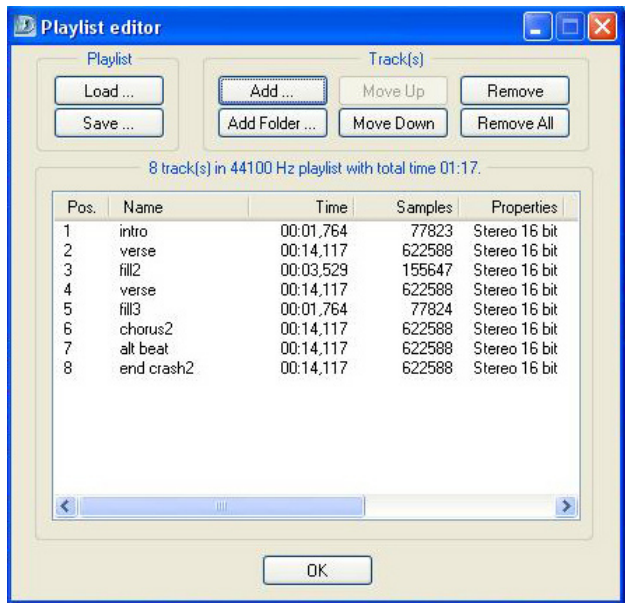 Playlist editor
Playlist Track(s)
Load ... Add ... Move Up Remove
Save ... Add Folder ... Move Down Remove All
8 track(s) in 44100 Hz playlist with total time 01:17.
Pos. Name Time Samples Properties
1 intro 00:01,764 77823 Stereo 16 bit
2 verse 00:14,117 622588 Stereo 16 bit
3 fill2 00:03,529 155647 Stereo 16 bit
4 verse 00:14,117 622588 Stereo 16 bit
5 fill3 00:01,764 77824 Stereo 16 bit
6 chorus2 00:14,117 622588 Stereo 16 bit
7 alt beat 00:14,117 622588 Stereo 16 bit
8 end crash2 00:14,117 622588 Stereo 16 bit
OK